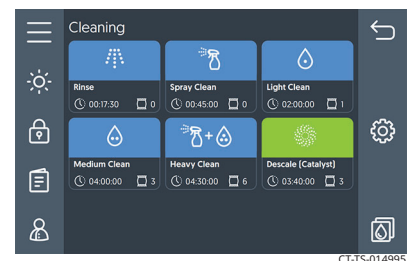 Cleaning
Rinse
00:17:30 0
Spray Clean
00:45:00 0
Light Clean
02:00:00 1
Medium Clean
04:00:00 3
Heavy Clean
04:30:00 6
Descale (Catalyst)
03:40:00 3
CT-TS-014995